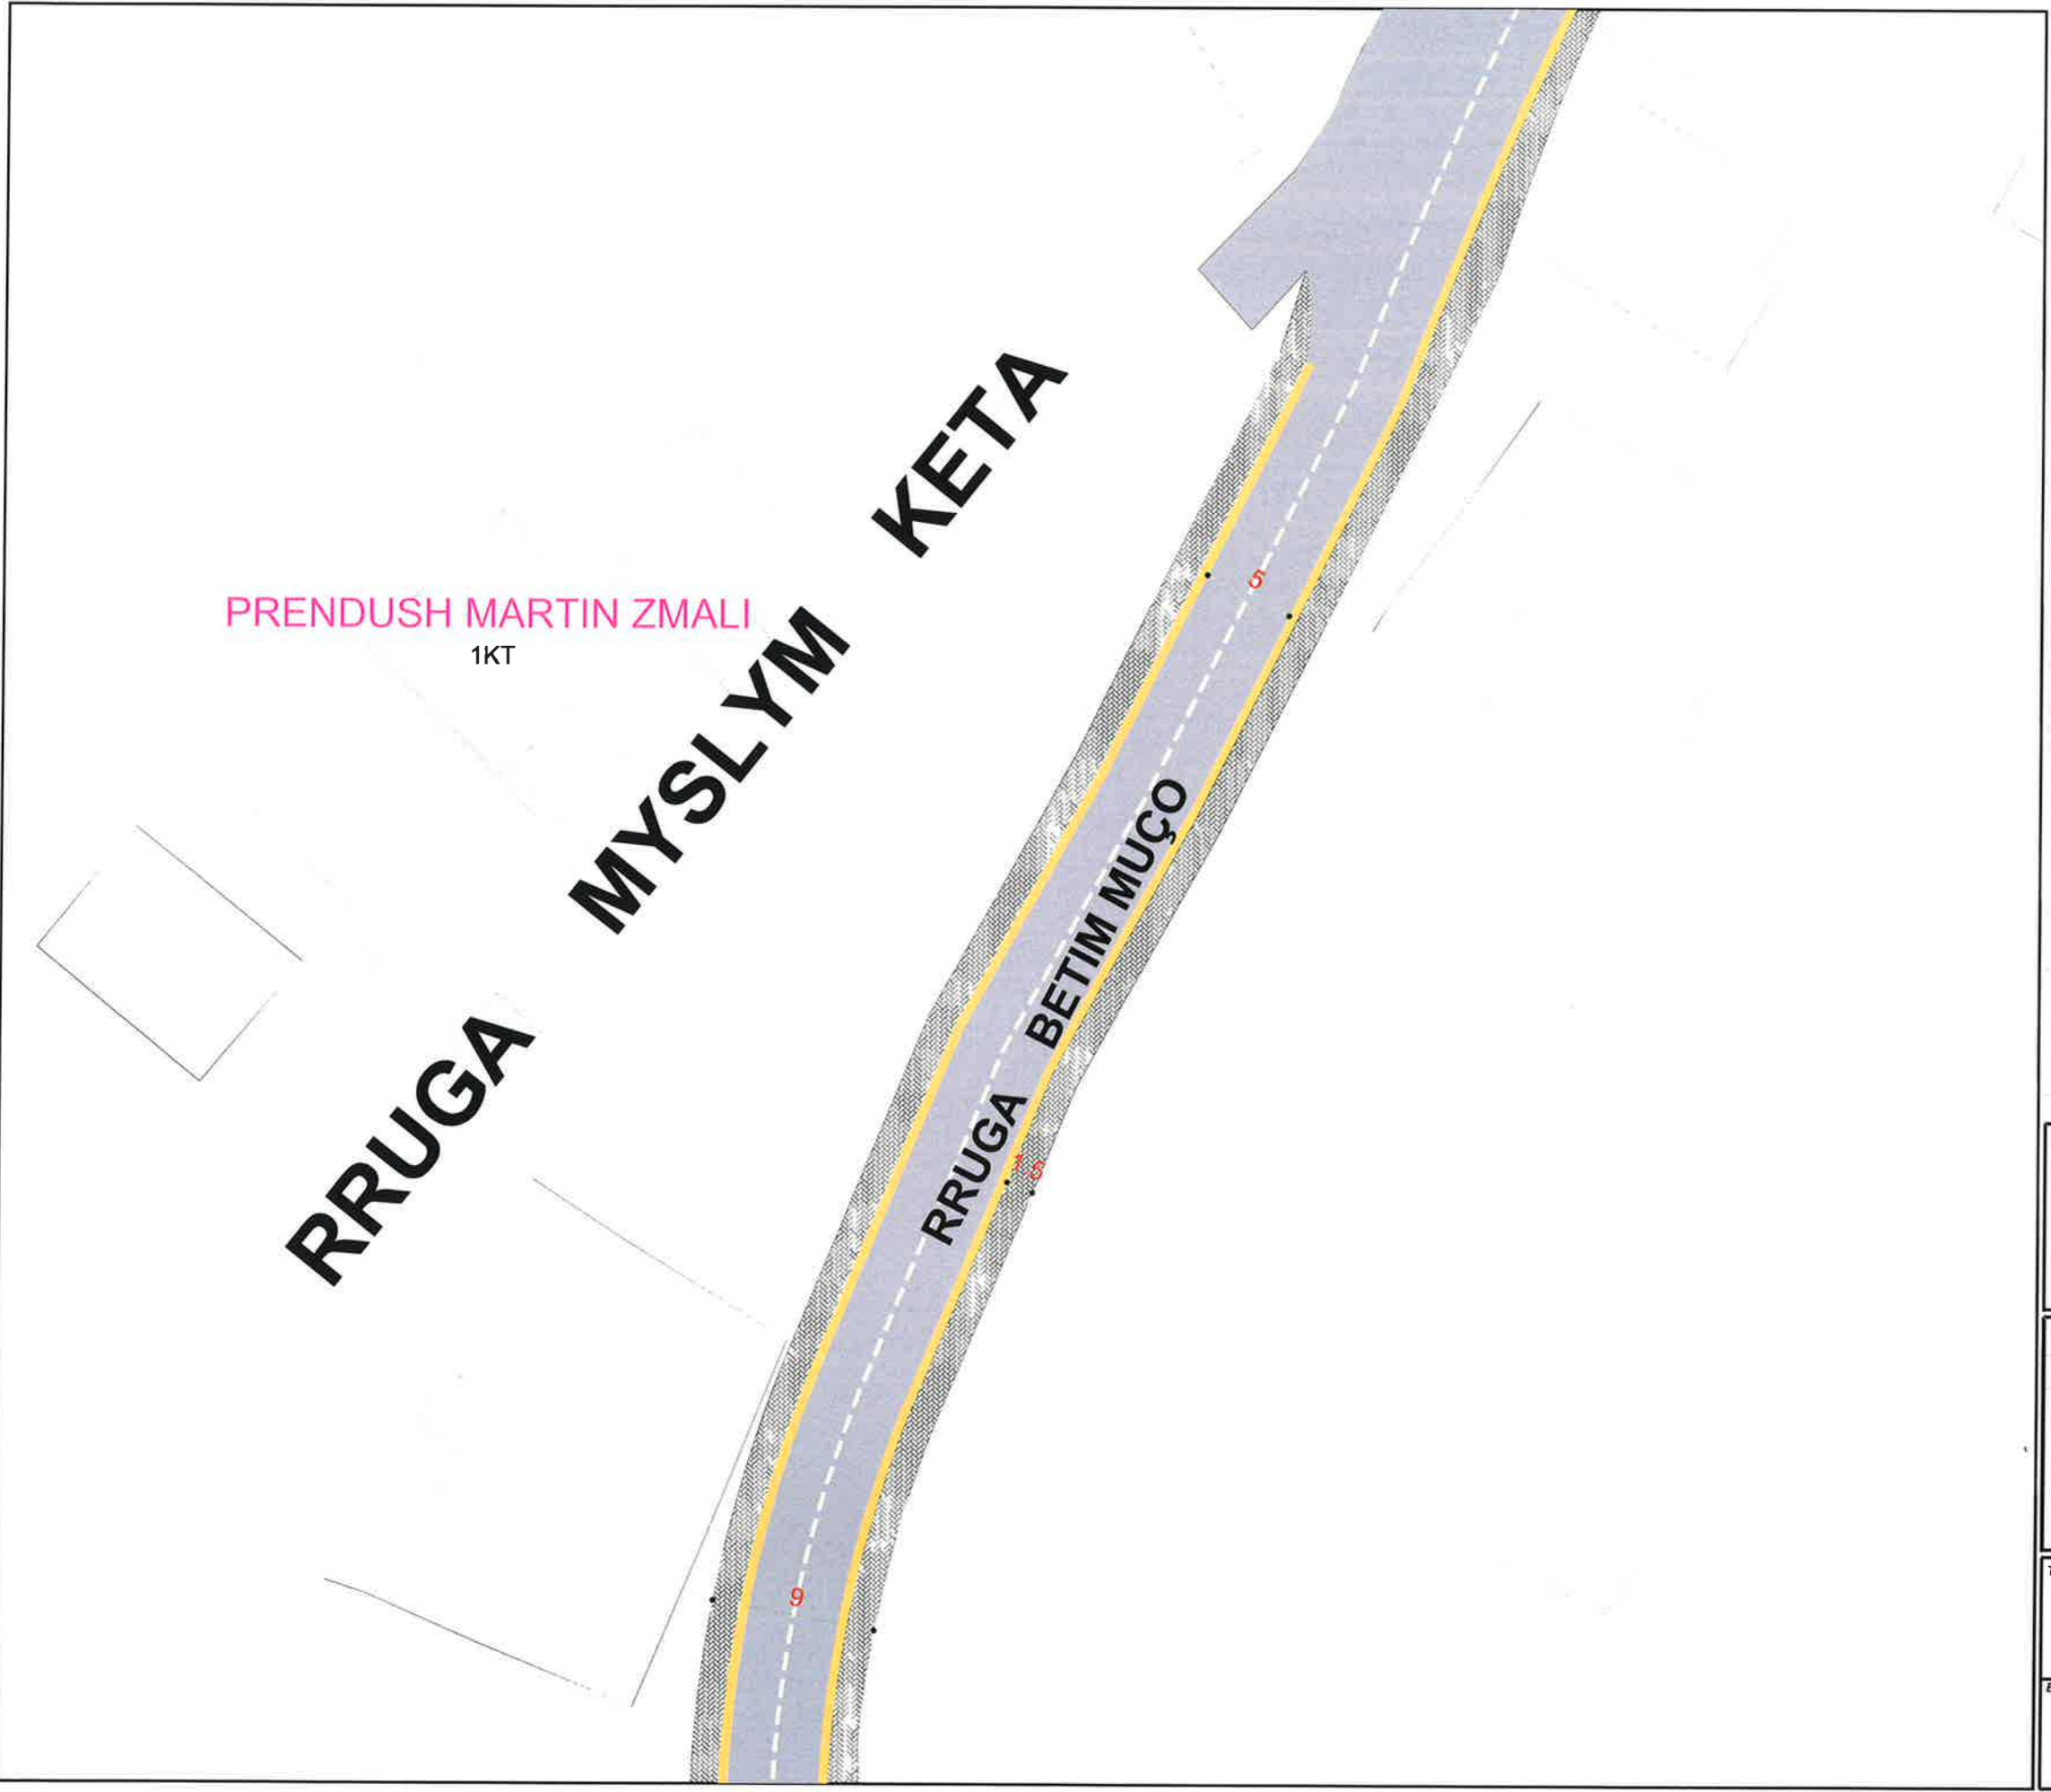 KETA
5
PRENDUSH MARTIN ZMALI
1KT
MYSLYM
RRUGA
RRUGA BETIM MUÇO
9